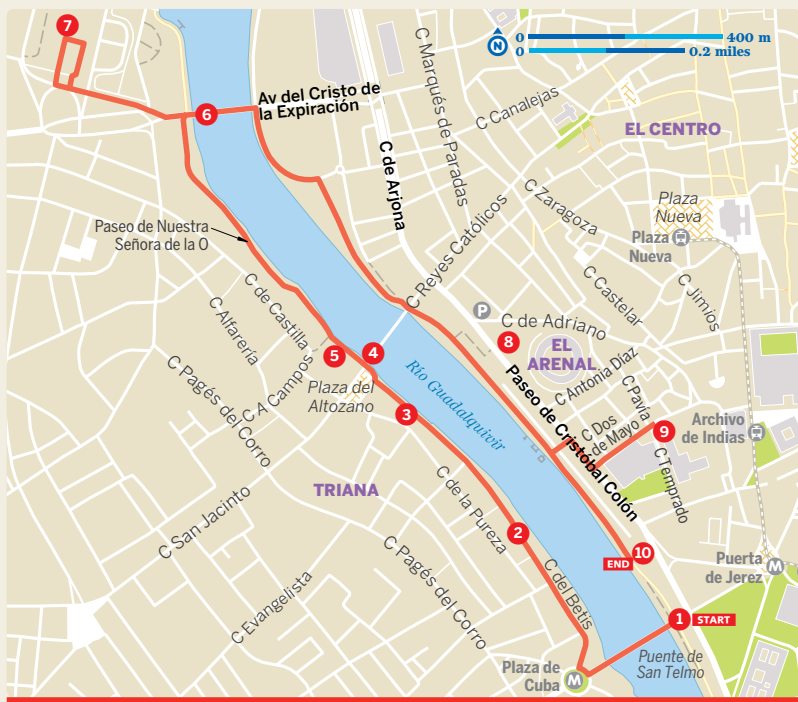 7
0
400 m
N
0
0.2 miles
C Marqués de Paradas
C Canalejas
EL CENTRO
6
Av del Cristo de
la Expiración
C de Arjona
C Zaragoza
Plaza
Nueva
Plaza
Nueva
Paseo de Nuestra
Señora de la O
C Reyes Católicos
C Castelar
C Jimios
C de Castilla
C Alfarería
P
C de Adriano
8
EL
ARENAL
5
4
Plaza del
Altozano
Río Guadalquivir
C Antonia Díaz
C Pavía
C A Campos
C Pagés del Corro
3
Paseo de Cristóbal Colón
C Dos
de Mayo
9
Archivo
de Indias
C Temprado
TRIANA
C de la Pureza
2
C San Jacinto
C Pagés del Corro
C del Betis
10
END
Puerta
de Jerez
M
C Evangelista
1
START
Puente de
San Telmo
Plaza de
Cuba
M